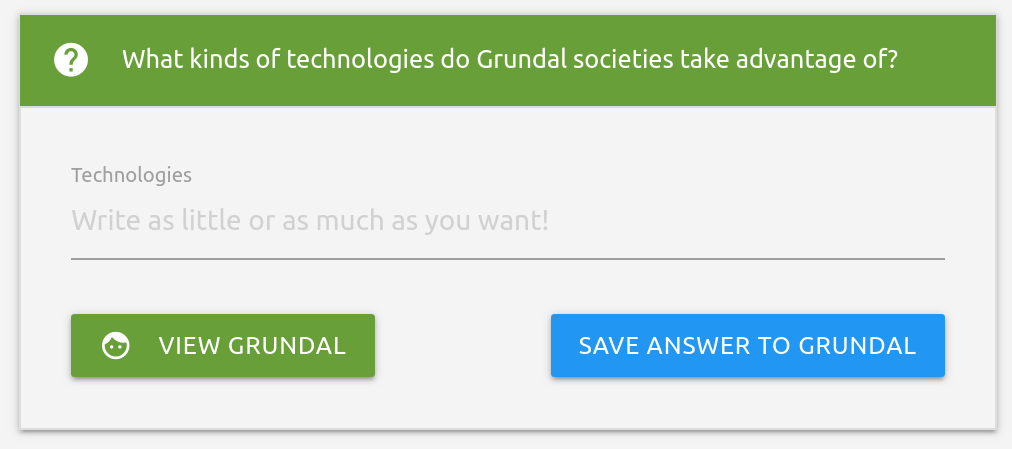 What kinds of technologies do Grundal societies take advantage of?
Technologies
Write as little or as much as you want!
VIEW GRUNDAL
SAVE ANSWER TO GRUNDAL